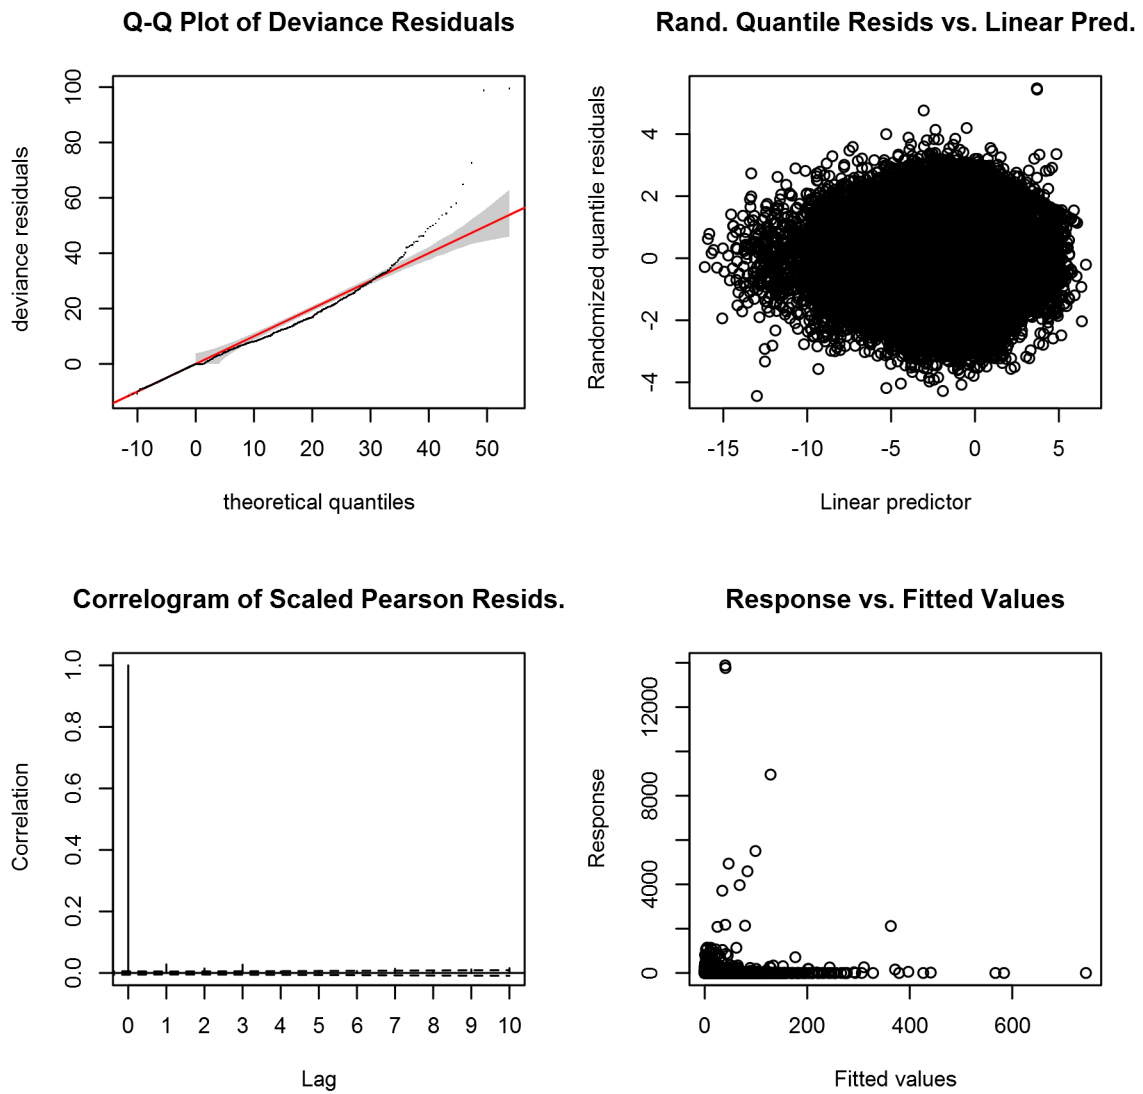 Q-Q Plot of Deviance Residuals
deviance residuals
0 20 40 60 80 100
-10 0 10 20 30 40 50
theoretical quantiles
Rand. Quantile Resids vs. Linear Pred.
Randomized quantile residuals
-4 -2 0 2 4
-15 -10 -5 0 5
Linear predictor
Correlogram of Scaled Pearson Resids.
Correlation
0.0 0.2 0.4 0.6 0.8 1.0
0 1 2 3 4 5 6 7 8 9 10
Lag
Response vs. Fitted Values
Response
0 4000 8000 12000
0 200 400 600
Fitted values